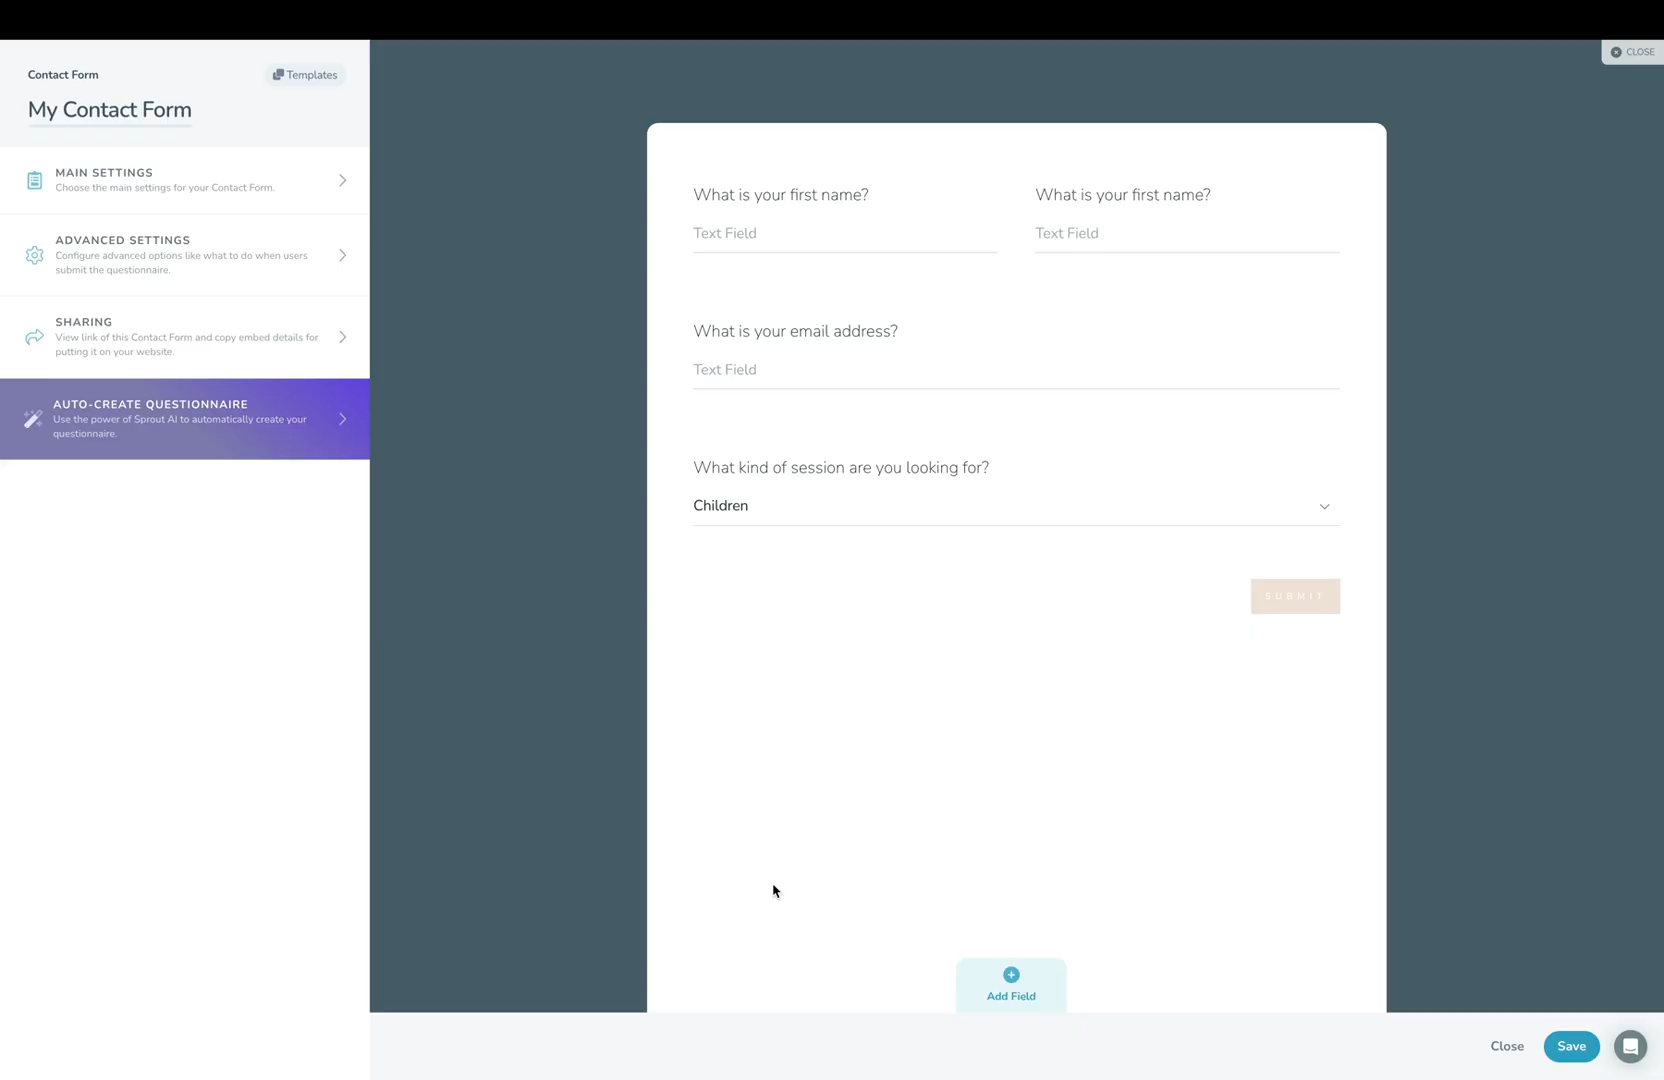 Contact Form
Templates
My Contact Form
MAIN SETTINGS
Choose the main settings for your Contact Form.
ADVANCED SETTINGS
Configure advanced options like what to do when users
submit the questionnaire.
SHARING
View link of this Contact Form and copy embed details for
putting it on your website.
AUTO-CREATE QUESTIONNAIRE
Use the power of Sprout AI to automatically create your
questionnaire.
CLOSE
What is your first name?
Text Field
What is your first name?
Text Field
What is your email address?
Text Field
What kind of session are you looking for?
Children
SUBMIT
Add Field
Close
Save